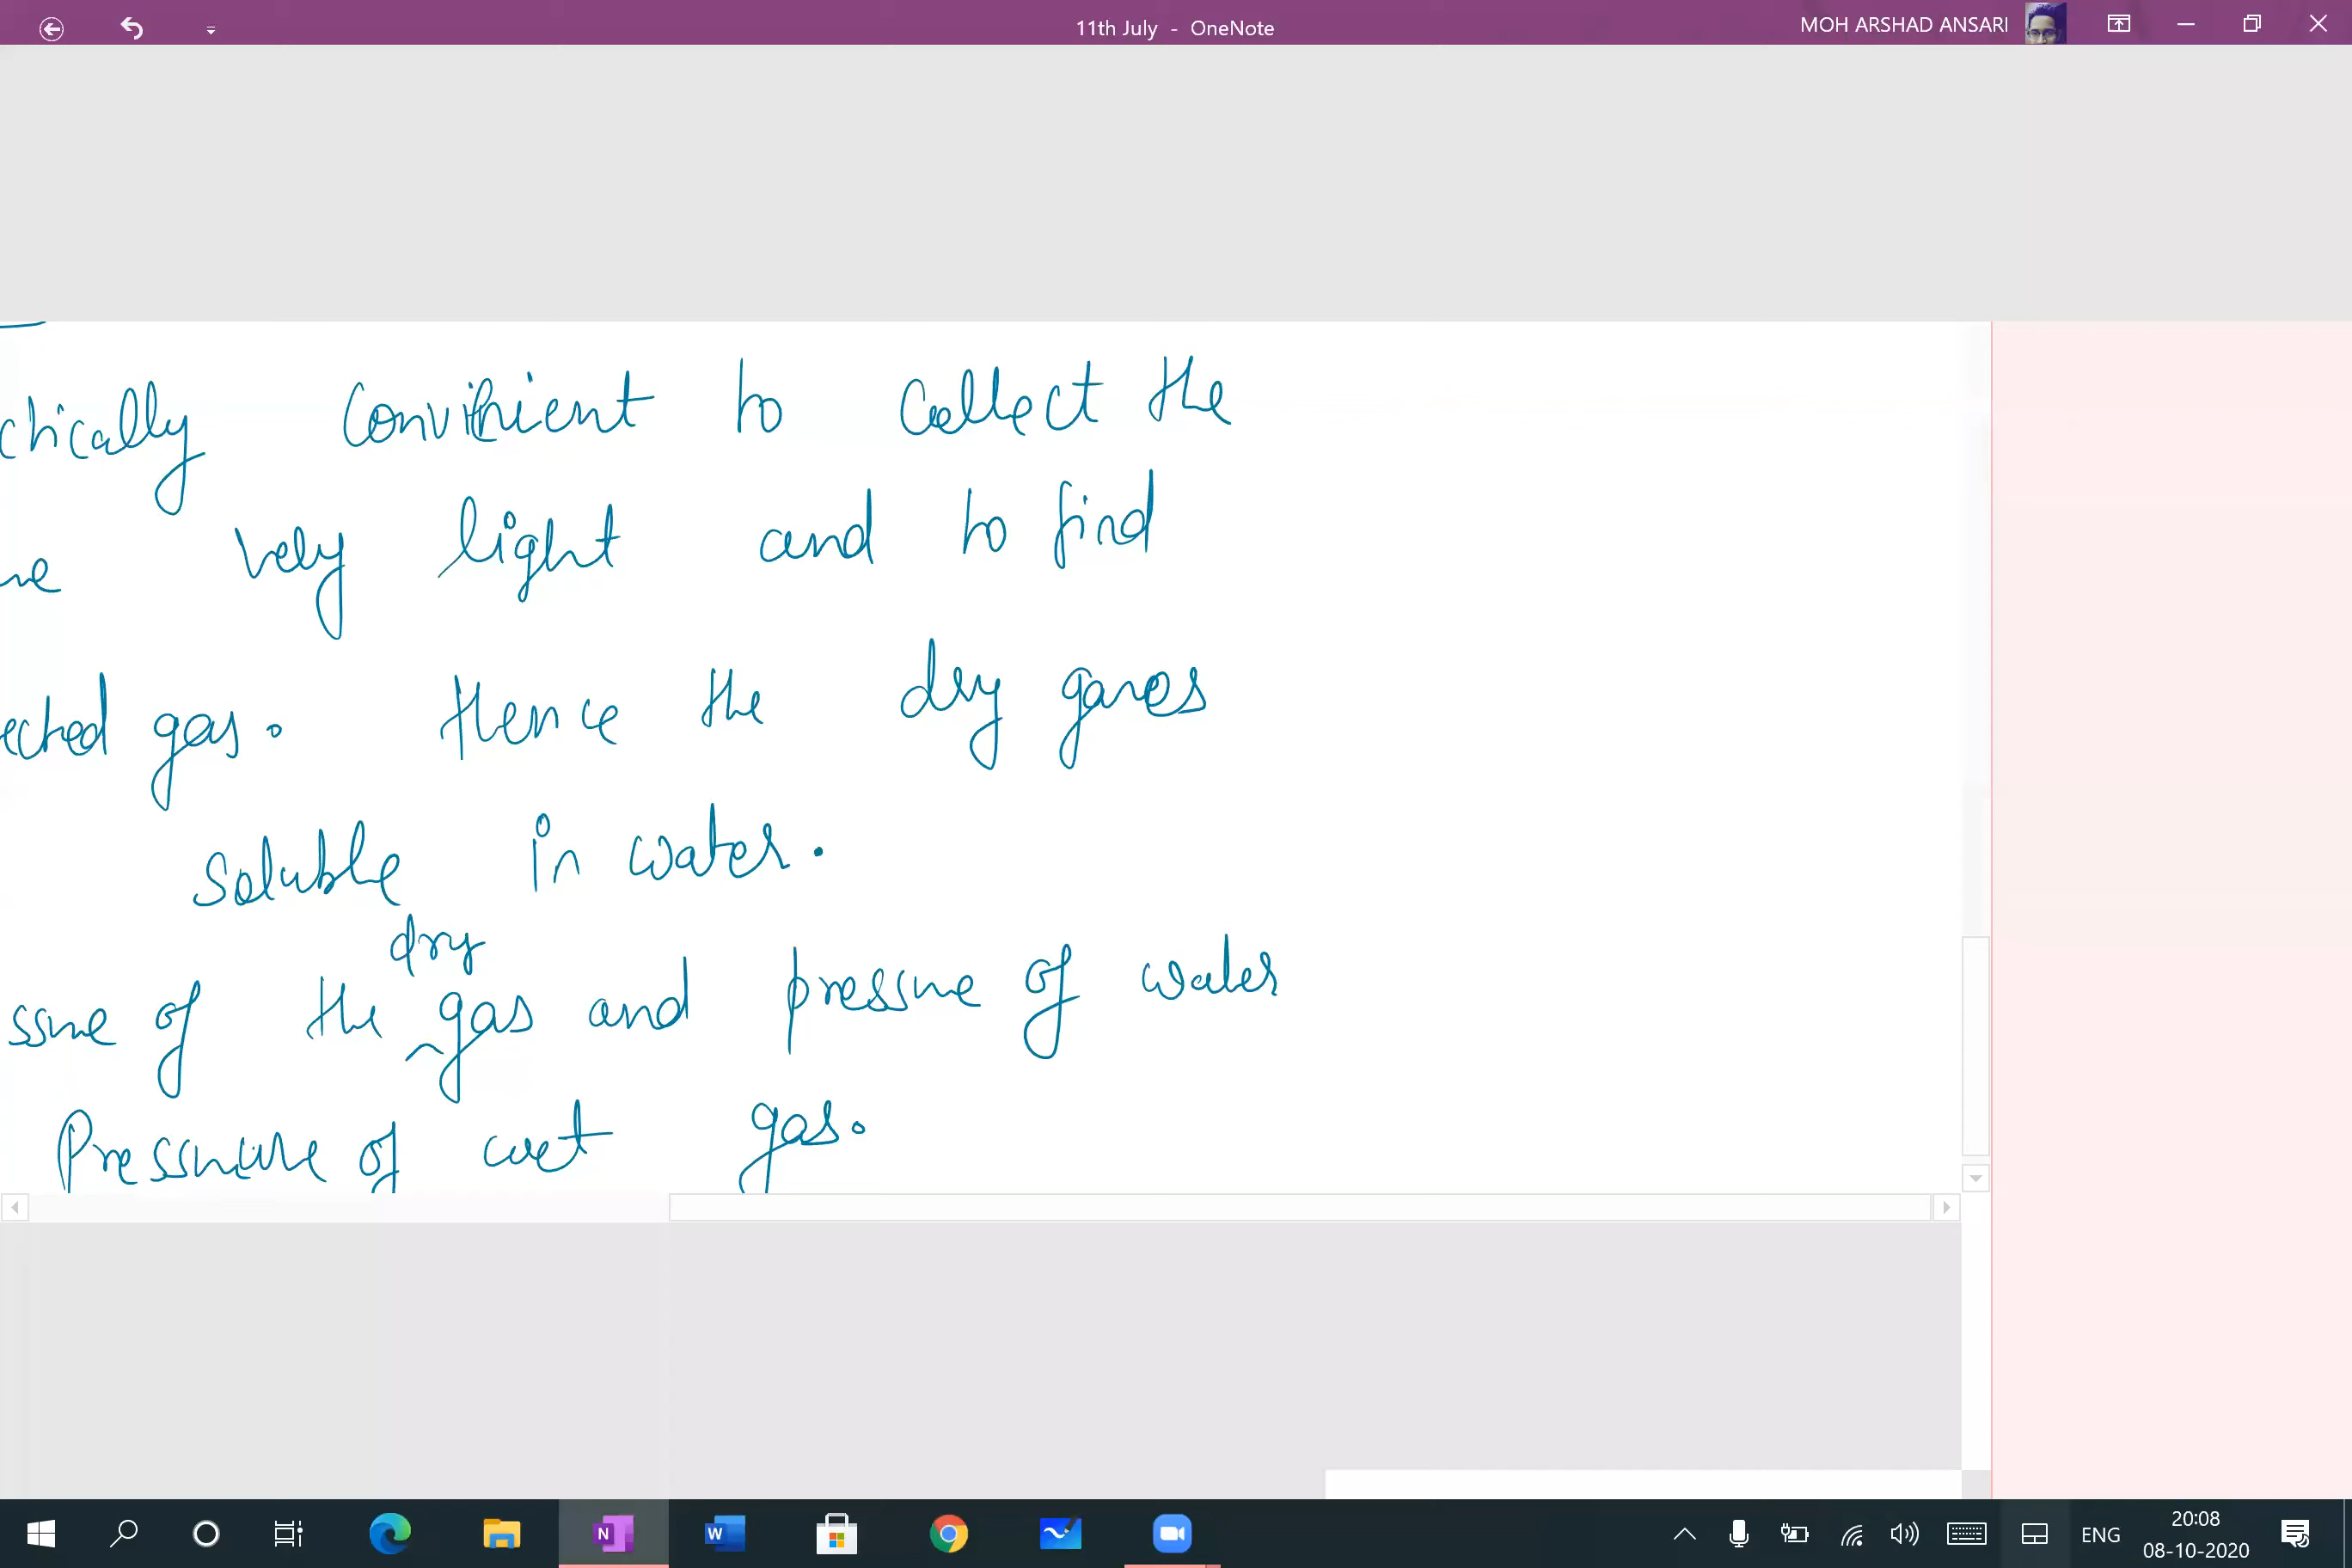 11th July - OneNote
MOH ARSHAD ANSARI
ctically convinient to collect the
me very light and to find
ected gas. Hence the dry gases
soluble in water.
dry
ssure of the gas and pressure of water
Pressure of wet gas.
ENG
20:08
08-10-2020